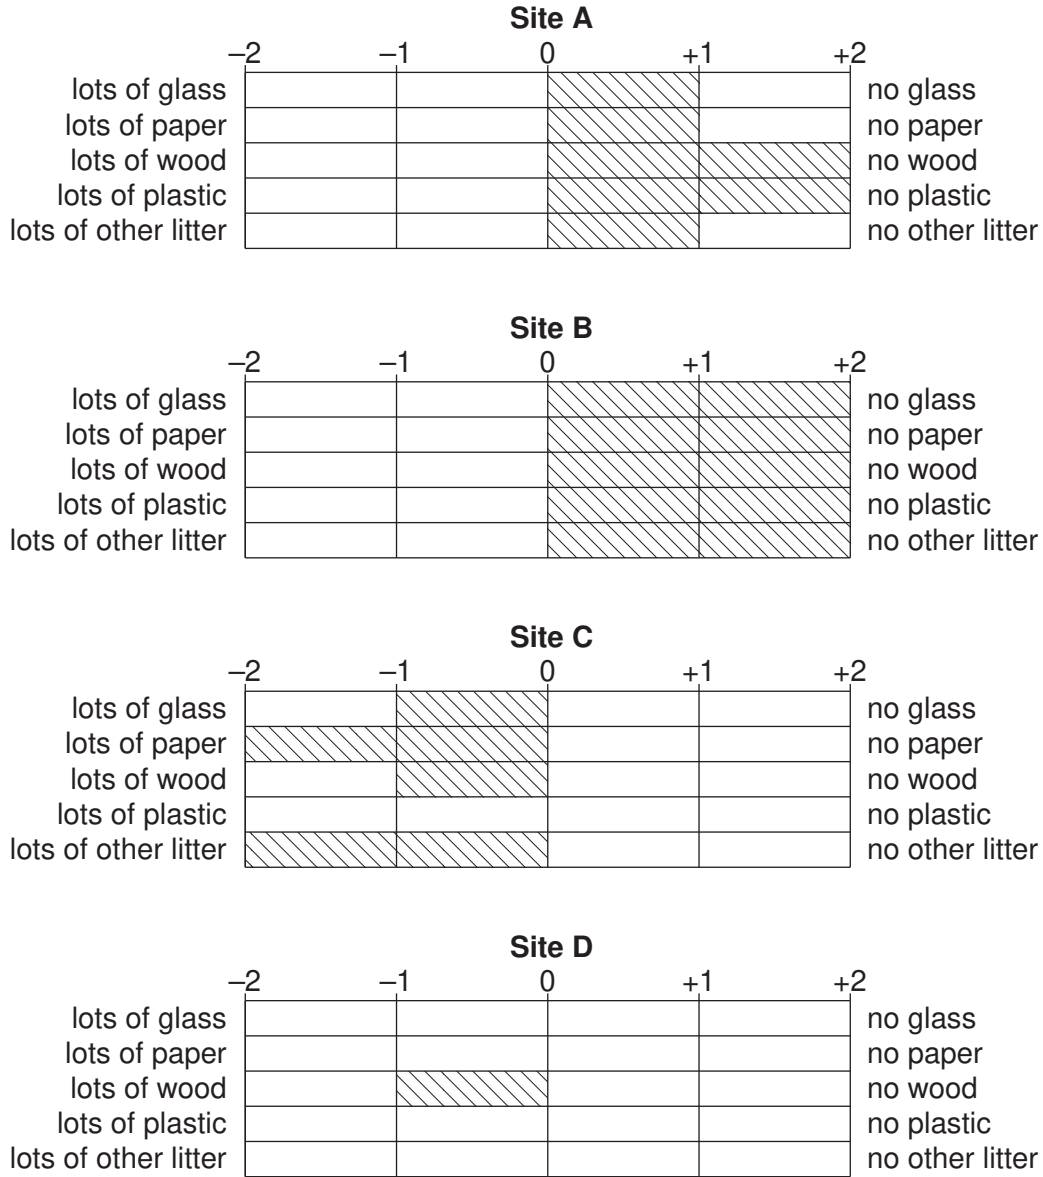 Site A
–2 –1 0 +1 +2
lots of glass no glass
lots of paper no paper
lots of wood no wood
lots of plastic no plastic
lots of other litter no other litter
Site B
–2 –1 0 +1 +2
lots of glass no glass
lots of paper no paper
lots of wood no wood
lots of plastic no plastic
lots of other litter no other litter
Site C
–2 –1 0 +1 +2
lots of glass no glass
lots of paper no paper
lots of wood no wood
lots of plastic no plastic
lots of other litter no other litter
Site D
–2 –1 0 +1 +2
lots of glass no glass
lots of paper no paper
lots of wood no wood
lots of plastic no plastic
lots of other litter no other litter